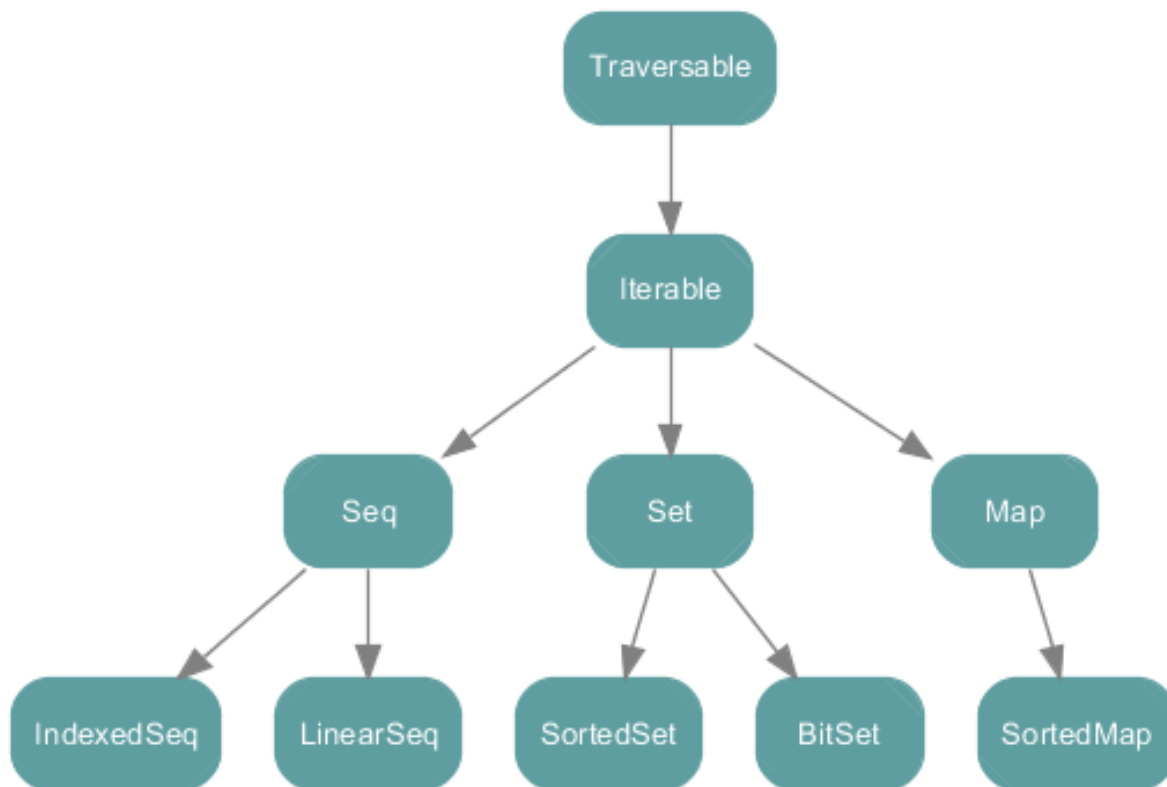 Traversable
Iterable
Seq
Set
Map
IndexedSeq
LinearSeq
SortedSet
BitSet
SortedMap